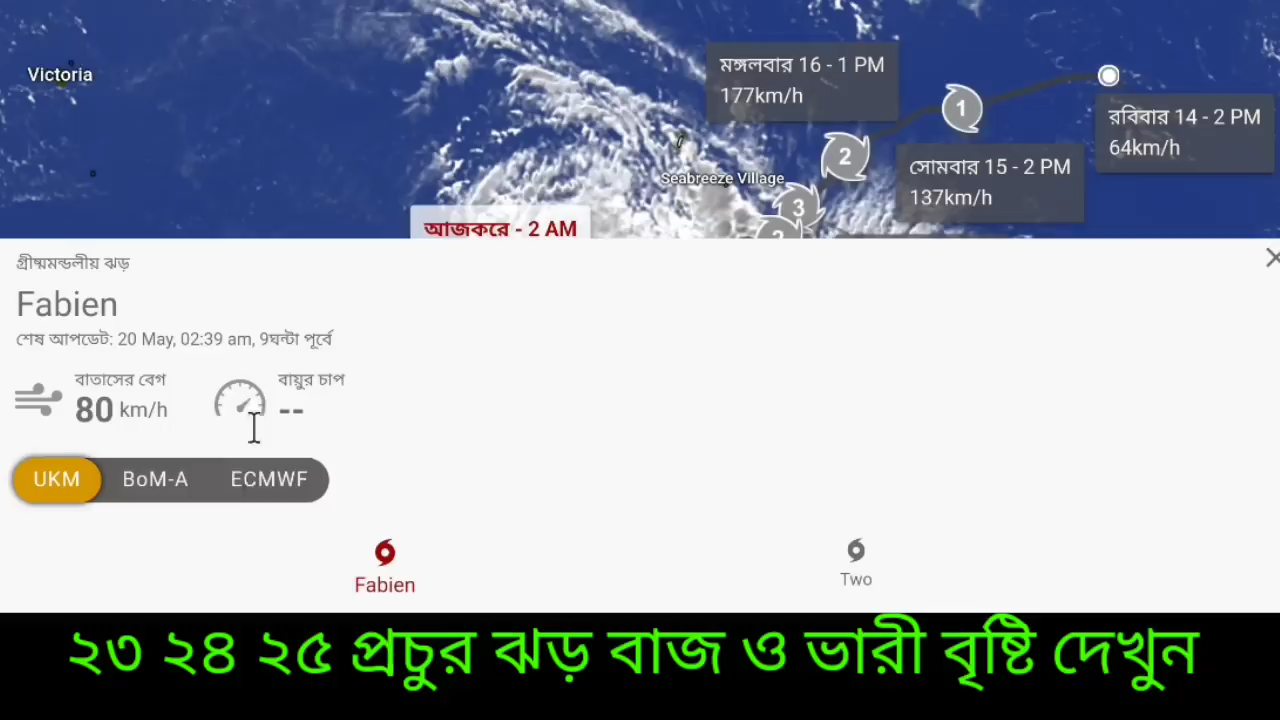 Victoria
মঙ্গলবার 16 - 1 PM
177km/h
1
রবিবার 14 - 2 PM
64km/h
2
সোমবার 15 - 2 PM
137km/h
Seabreeze Village
3
আজকরে - 2 AM
গ্রীষ্মমন্ডলীয় ঝড়
Fabien
শেষ আপডেট: 20 May, 02:39 am, 9ঘন্টা পূর্বে
বাতাসের বেগ
80 km/h
বায়ুর চাপ
--
UKM BoM-A ECMWF
Fabien
Two
২৩ ২৪ ২৫ প্রচুর ঝড় বাজ ও ভারী বৃষ্টি দেখুন